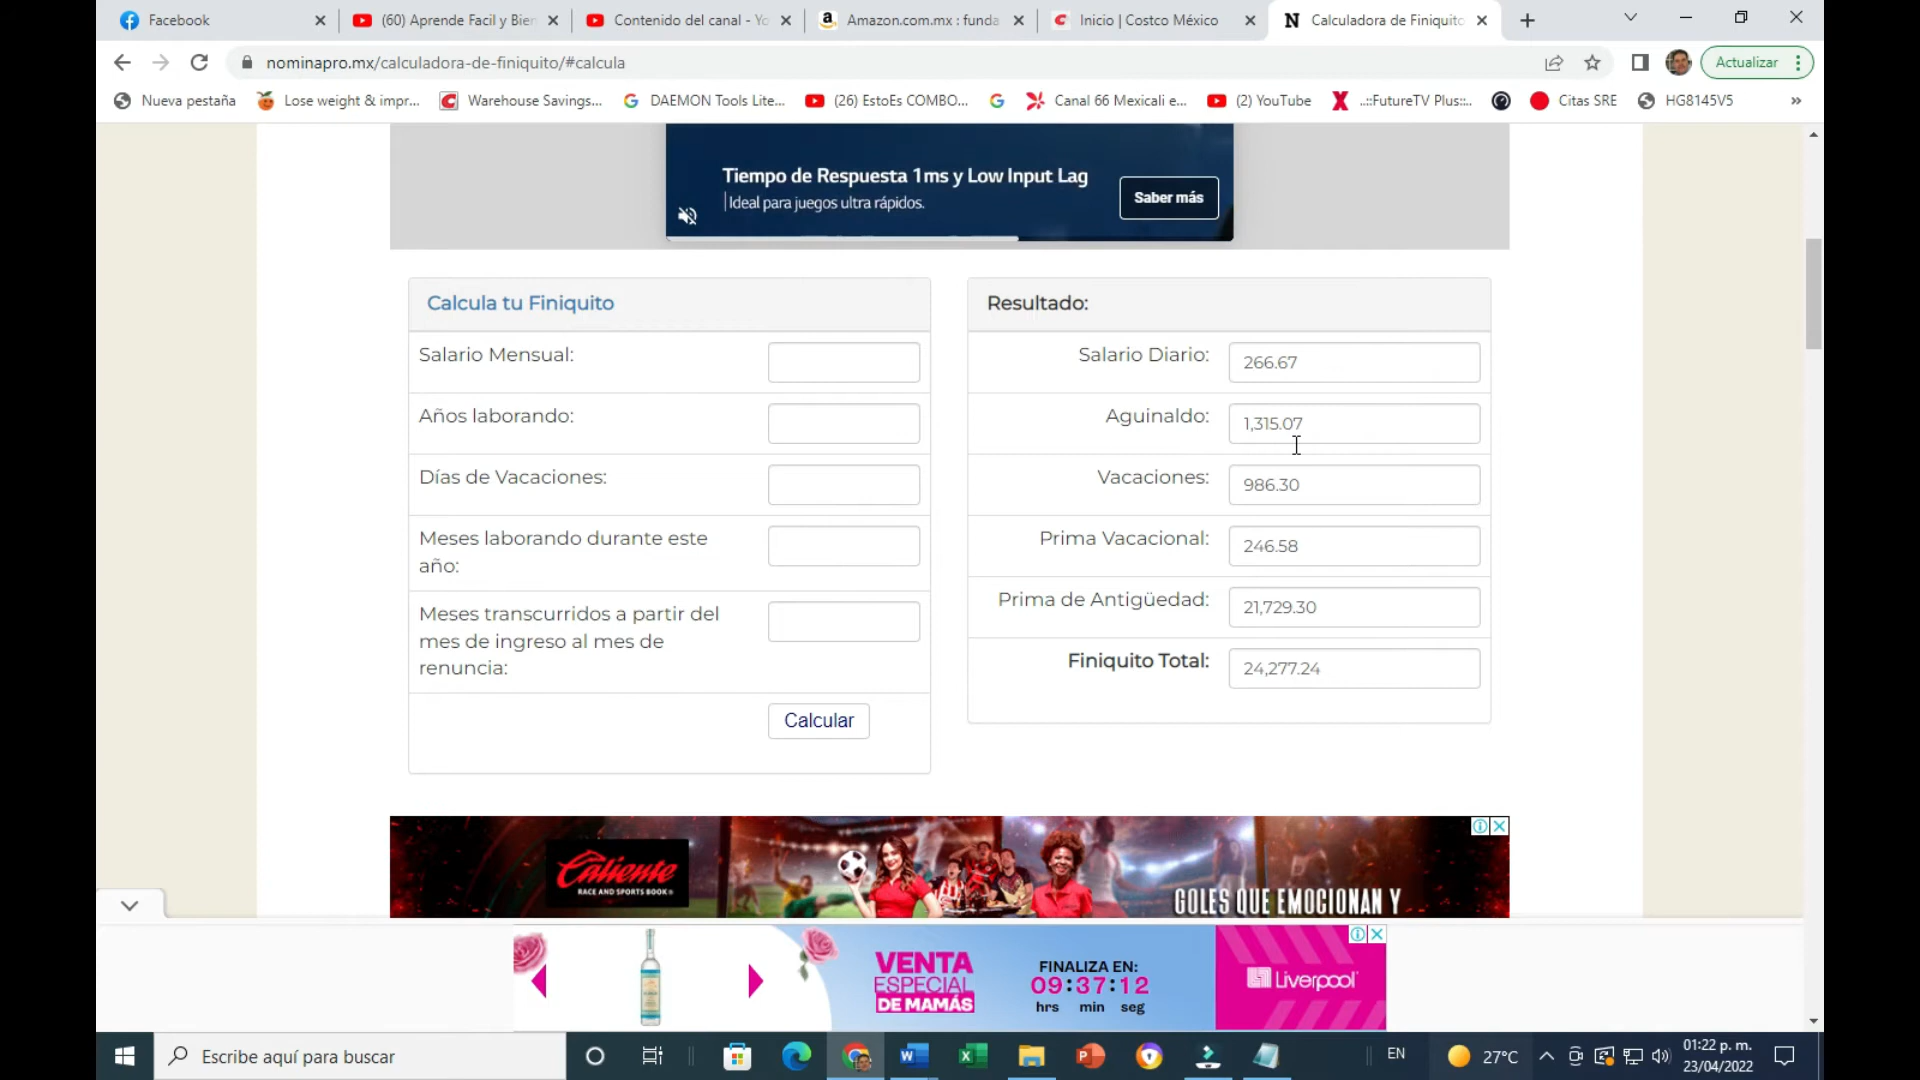 Facebook
(60) Aprende Facil y Bien
Contenido del canal - Yo
Amazon.com.mx : funda
Inicio | Costco México
Calculadora de Finiquito
nominapro.mx/calculadora-de-finiquito/#calcula
Actualizar
Nueva pestaña
Lose weight & impr...
Warehouse Savings...
DAEMON Tools Lite...
(26) EstoEs COMBO...
Canal 66 Mexicali e...
(2) YouTube
..::FutureTV Plus::..
Citas SRE
HG8145V5
»
Tiempo de Respuesta 1ms y Low Input Lag
Ideal para juegos ultra rápidos.
Saber más
Calcula tu Finiquito
Salario Mensual:
Años laborando:
Días de Vacaciones:
Meses laborando durante este
año:
Meses transcurridos a partir del
mes de ingreso al mes de
renuncia:
Calcular
Resultado:
Salario Diario: 266.67
Aguinaldo: 1,315.07
Vacaciones: 986.30
Prima Vacacional: 246.58
Prima de Antigüedad: 21,729.30
Finiquito Total: 24,277.24
Caliente
RACE AND SPORTS BOOK
GOLES QUE EMOCIONAN Y
VENTA
ESPECIAL
DE MAMÁS
FINALIZA EN:
09:37:12
hrs min seg
Liverpool
Escribe aquí para buscar
EN
27°C
01:22 p. m.
23/04/2022